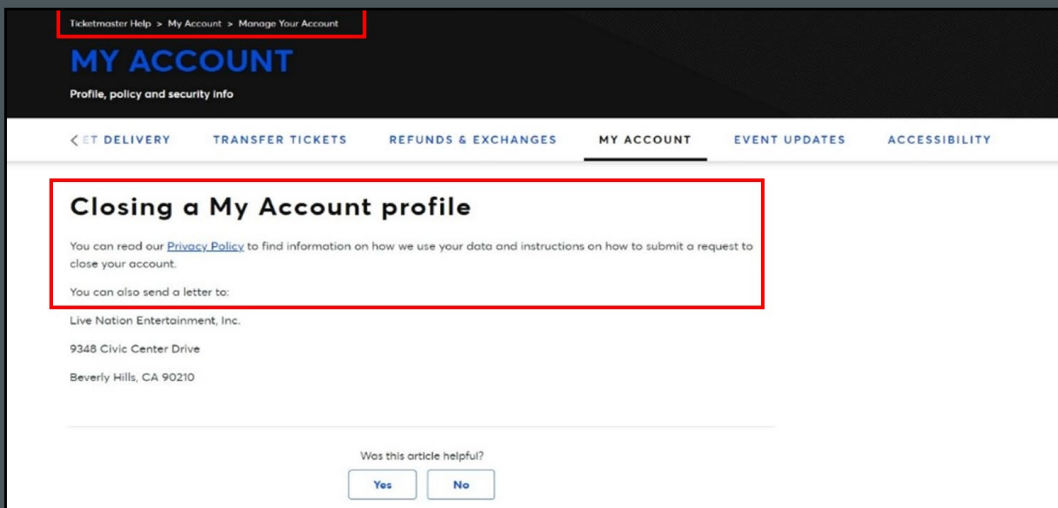 Ticketmaster Help > My Account > Manage Your Account
MY ACCOUNT
Profile, policy and security info
ET DELIVERY TRANSFER TICKETS REFUNDS & EXCHANGES MY ACCOUNT EVENT UPDATES ACCESSIBILITY
Closing a My Account profile
You can read our Privacy Policy to find information on how we use your data and instructions on how to submit a request to
close your account.
You can also send a letter to:
Live Nation Entertainment, Inc.
9348 Civic Center Drive
Beverly Hills, CA 90210
Was this article helpful?
Yes No